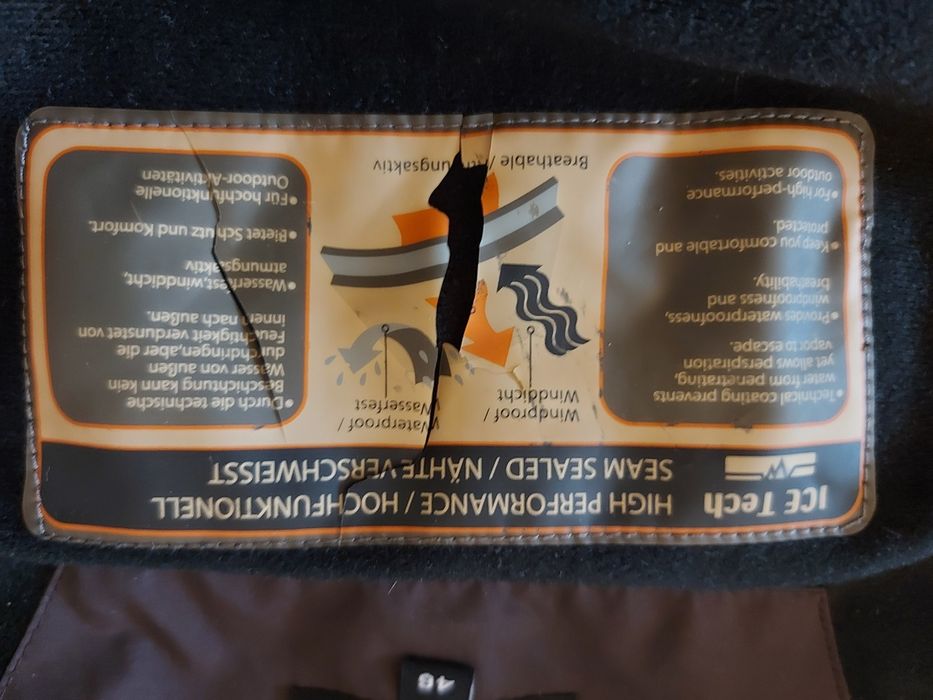 ICE Tech
HIGH PERFORMANCE / HOCHFUNKTIONELL
SEAM SEALED / NÄHTE VERSCHWEISST
•Technical coating prevents
water from penetrating,
yet allows perspiration
vapor to escape.
•Provides waterproofness,
windproofness and
breathability.
•Keep you comfortable and
protected.
•For high-performance
outdoor activities.
Windproof /
Winddicht
Waterproof /
Wasserfest
Breathable / Atmungsaktiv
•Durch die technische
Beschichtung kann kein
Wasser von außen
durchdringen,aber die
Feuchtigkeit verdunstet von
innen nach außen.
•Wasserfest,winddicht,
atmungsaktiv
•Bietet Schutz und Komfort.
•Für hochfunktionelle
Outdoor-Aktivitäten
46